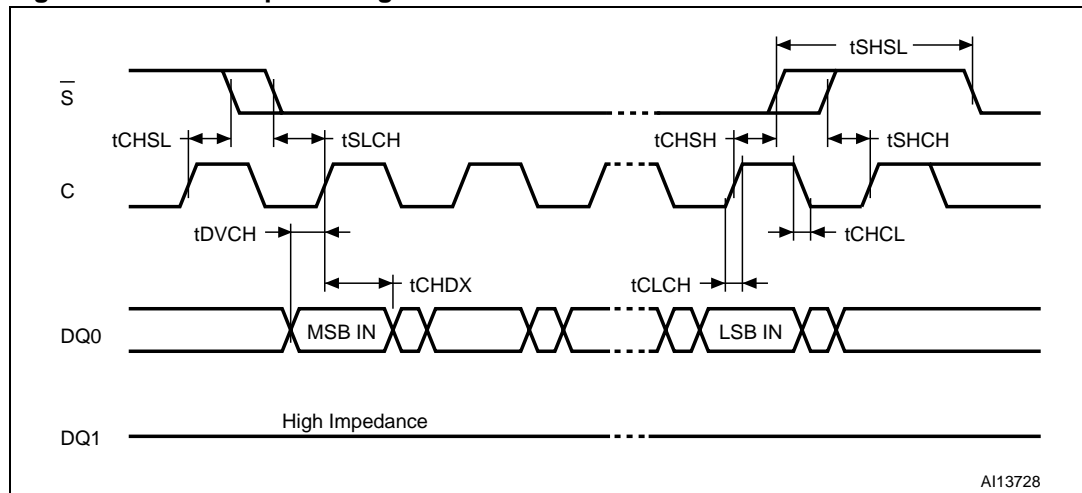 tSHSL
S
tCHSL
tSLCH
tCHSH
tSHCH
C
tDVCH
tCHCL
tCHDX
tCLCH
DQ0
MSB IN
LSB IN
High Impedance
DQ1
AI13728